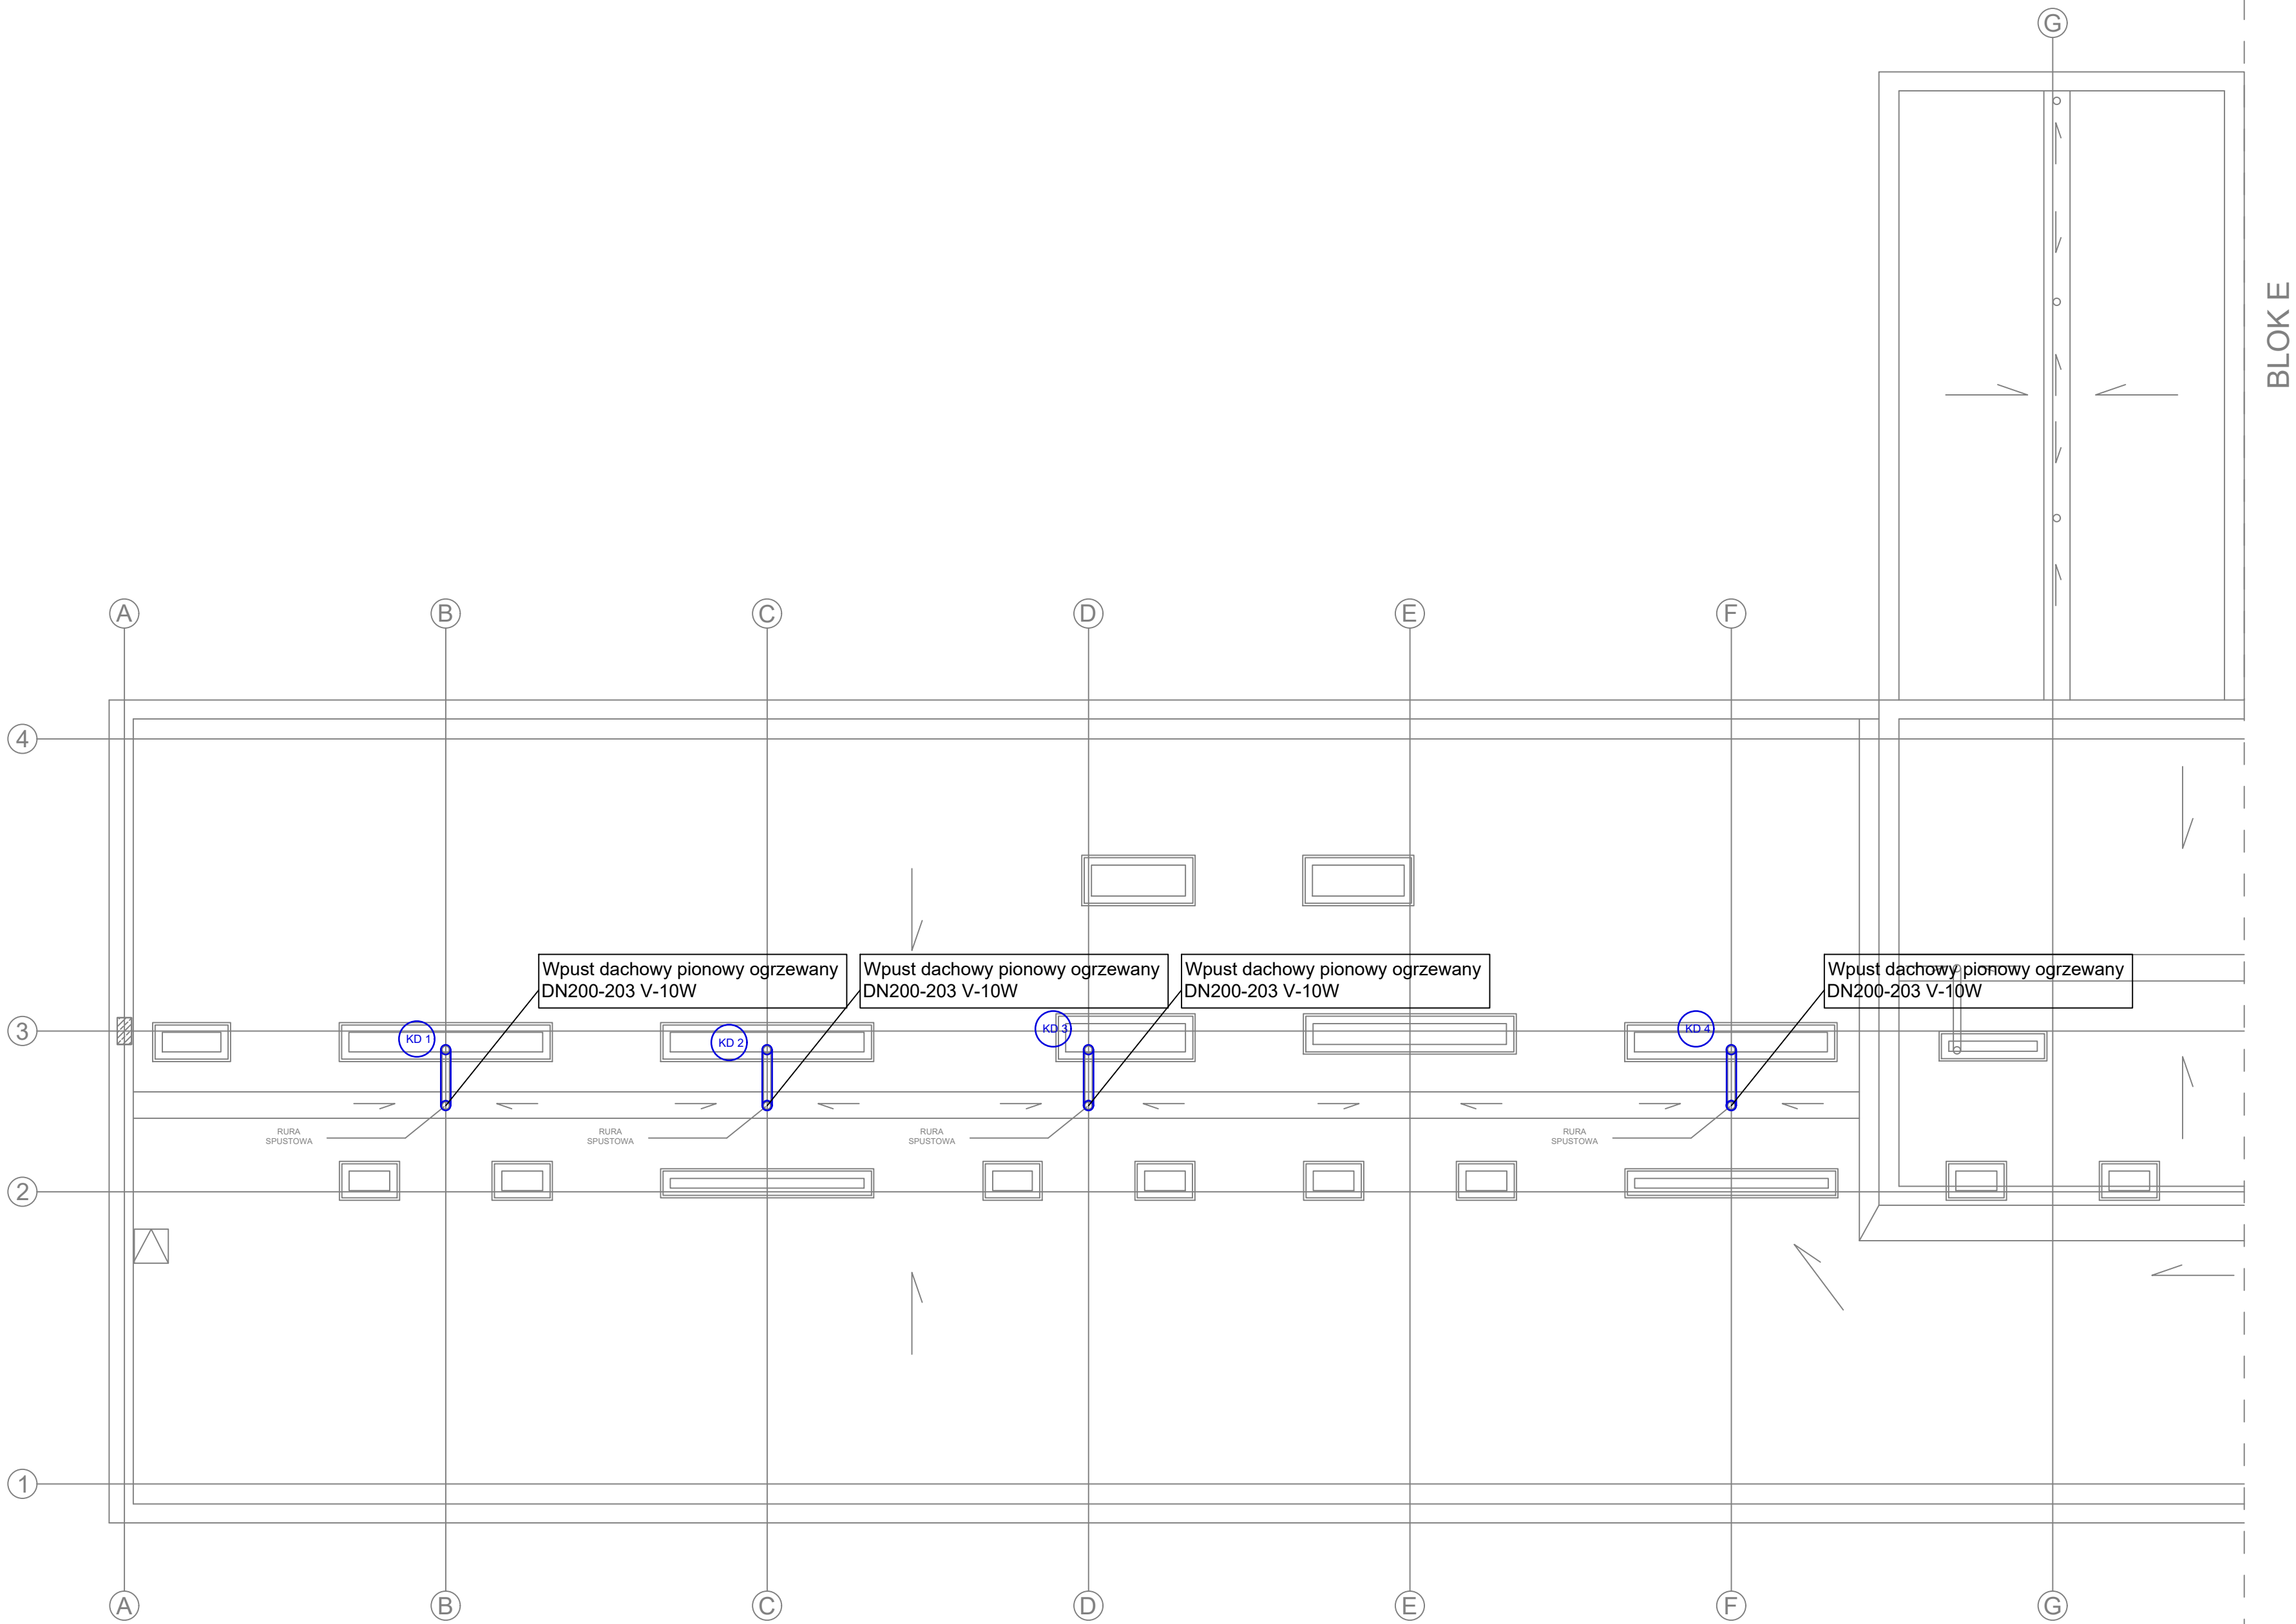 G
BLOK E
A
B
C
D
E
F
4
Wpust dachowy pionowy ogrzewany
DN200-203 V-10W
Wpust dachowy pionowy ogrzewany
DN200-203 V-10W
Wpust dachowy pionowy ogrzewany
DN200-203 V-10W
Wpust dachowy pionowy ogrzewany
DN200-203 V-10W
3
KD 1
KD 2
KD 3
KD 4
RURA
SPUSTOWA
RURA
SPUSTOWA
RURA
SPUSTOWA
RURA
SPUSTOWA
2
1
A
B
C
D
E
F
G